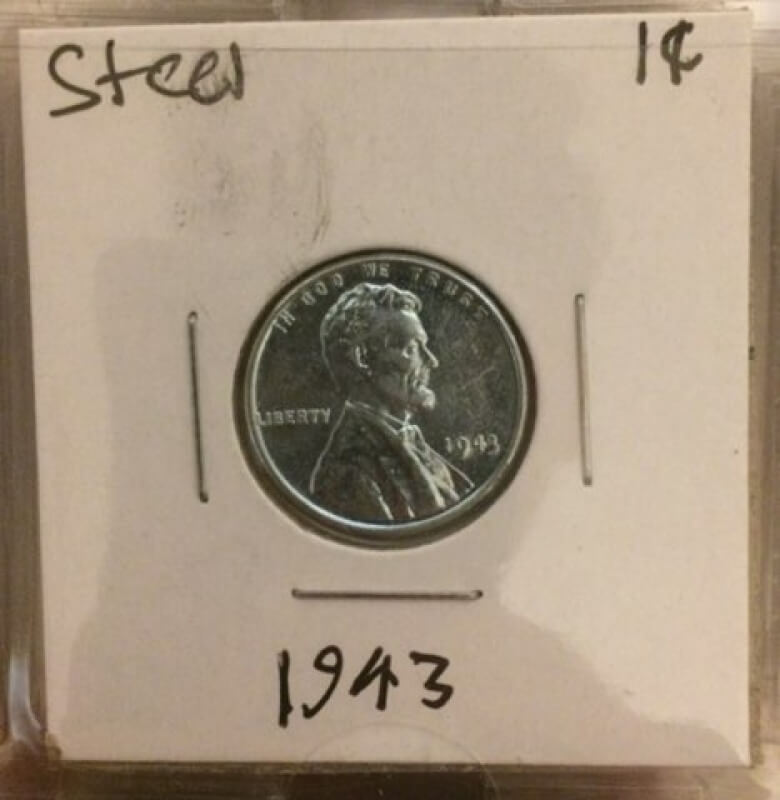 Steel 1¢
IN GOD WE TRUST
LIBERTY
1943
1943